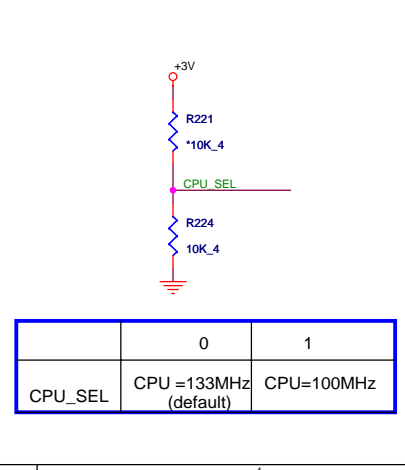 +3V
R221
*10K_4
CPU_SEL
R224
10K_4
0 1
CPU_SEL CPU =133MHz (default) CPU=100MHz